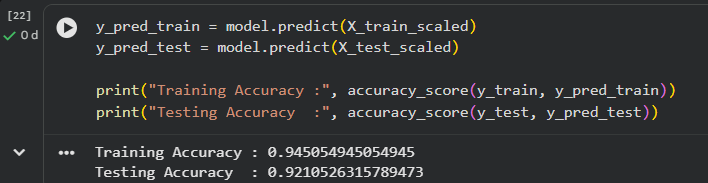 [22]
0 d
y_pred_train = model.predict(X_train_scaled)
y_pred_test = model.predict(X_test_scaled)
print("Training Accuracy :", accuracy_score(y_train, y_pred_train))
print("Testing Accuracy  :", accuracy_score(y_test, y_pred_test))
Training Accuracy : 0.945054945054945
Testing Accuracy  : 0.9210526315789473